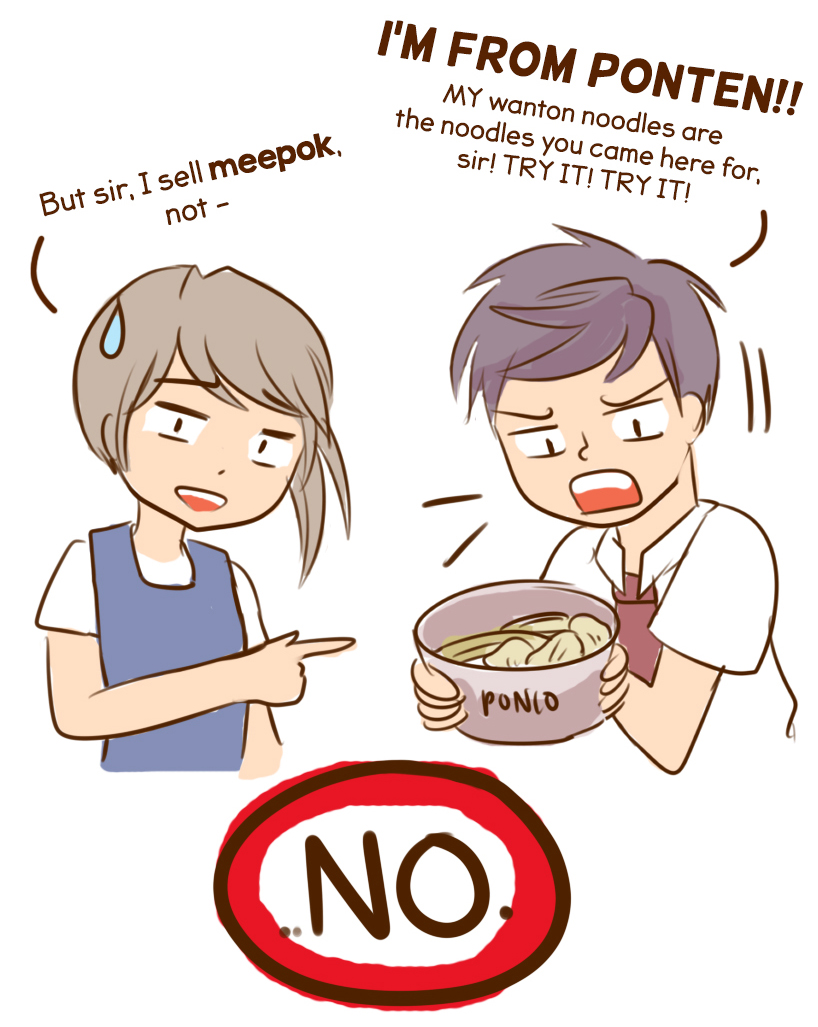 I'M FROM PONTEN!!
MY wanton noodles are
the noodles you came here for,
sir! TRY IT! TRY IT!
But sir, I sell meepok,
not –
PON10
..NO.